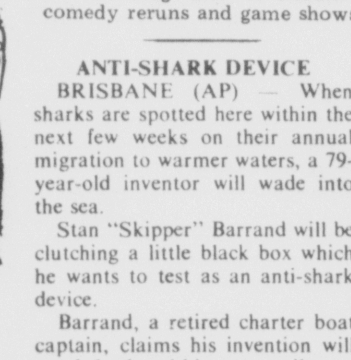 comedy reruns and game show
ANTI-SHARK DEVICE
BRISBANE (AP) — When
sharks are spotted here within the
next few weeks on their annual
migration to warmer waters, a 79-
year-old inventor will wade into
the sea.
Stan "Skipper" Barrand will be
clutching a little black box which
he wants to test as an anti-shark
device.
Barrand, a retired charter boat
captain, claims his invention wil